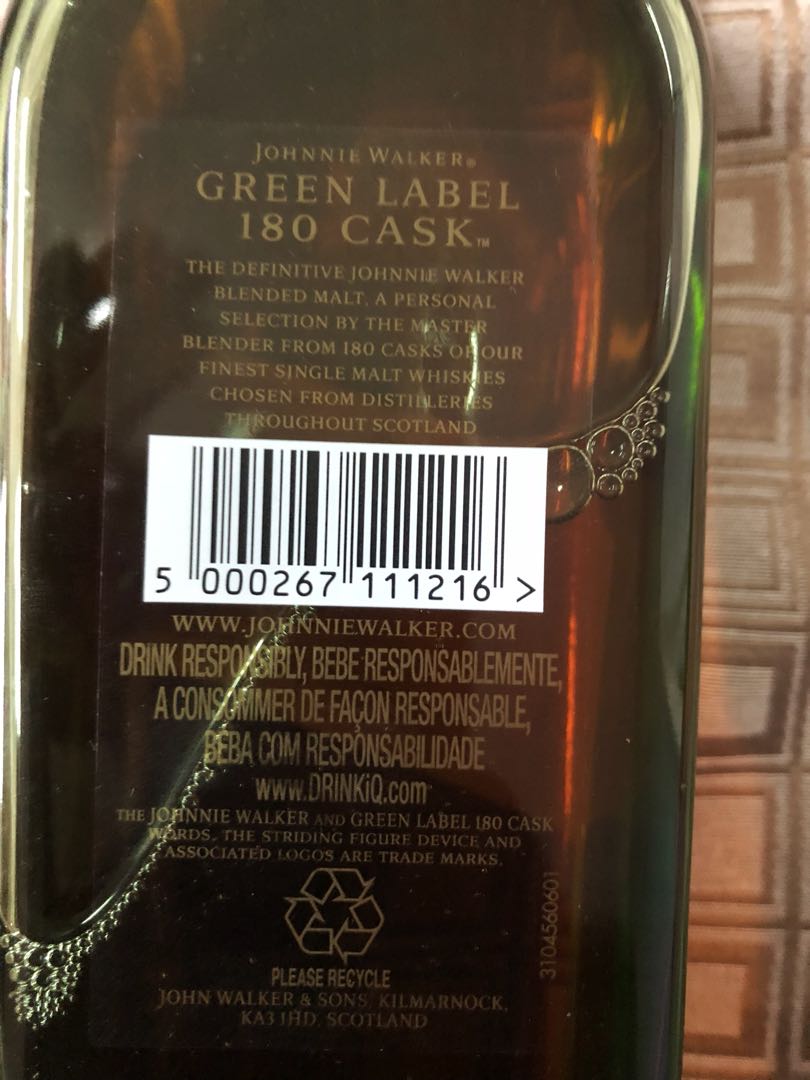 JOHNNIE WALKER®
GREEN LABEL
180 CASK™
THE DEFINITIVE JOHNNIE WALKER
BLENDED MALT. A PERSONAL
SELECTION BY THE MASTER
BLENDER FROM 180 CASKS OF OUR
FINEST SINGLE MALT WHISKIES
CHOSEN FROM DISTILLERIES
THROUGHOUT SCOTLAND
5 000267 111216 >
WWW.JOHNNIEWALKER.COM
DRINK RESPONSIBLY, BEBE RESPONSABLEMENTE,
A CONSOMMER DE FAÇON RESPONSABLE,
BEBA COM RESPONSABILIDADE
www.DRINKiQ.com
THE JOHNNIE WALKER AND GREEN LABEL 180 CASK
WORDS, THE STRIDING FIGURE DEVICE AND
ASSOCIATED LOGOS ARE TRADE MARKS.
3104560601
PLEASE RECYCLE
JOHN WALKER & SONS, KILMARNOCK,
KA3 1HD, SCOTLAND